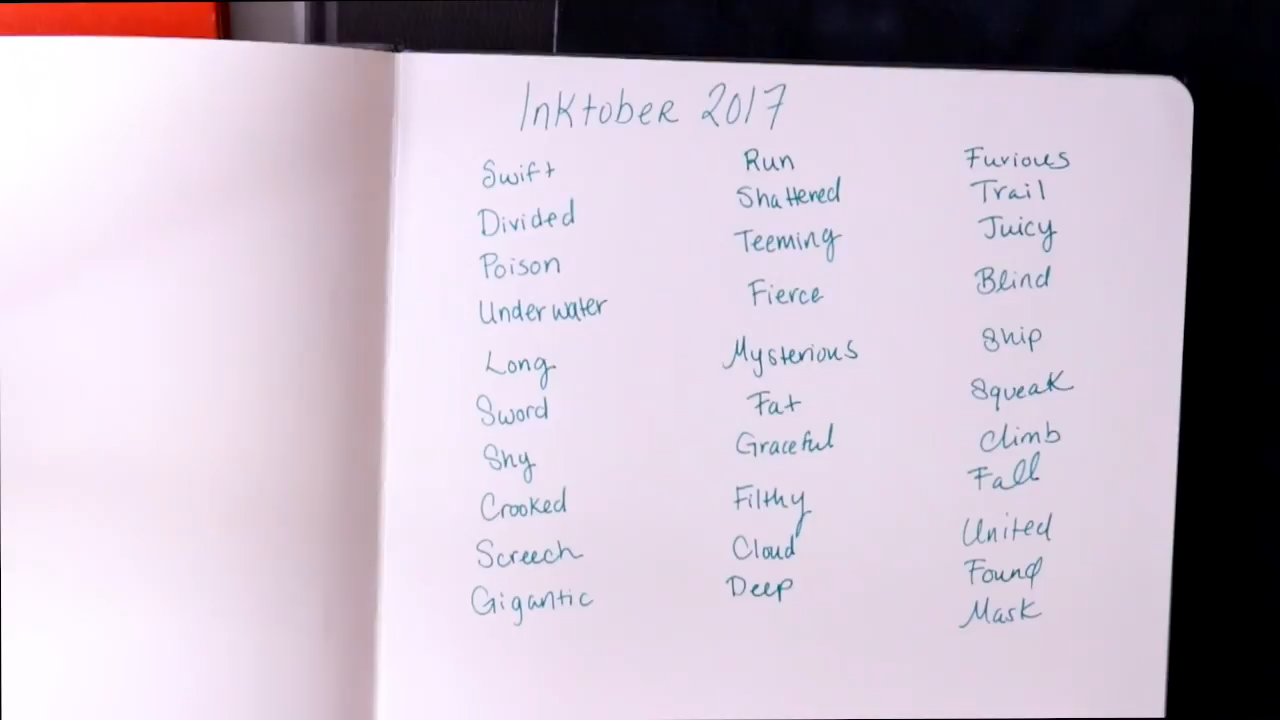 Inktober 2017
Swift
Divided
Poison
Underwater
Long
Sword
Shy
Crooked
Screech
Gigantic
Run
Shattered
Teeming
Fierce
Mysterious
Fat
Graceful
Filthy
Cloud
Deep
Furious
Trail
Juicy
Blind
Ship
Squeak
Climb
Fall
United
Found
Mask